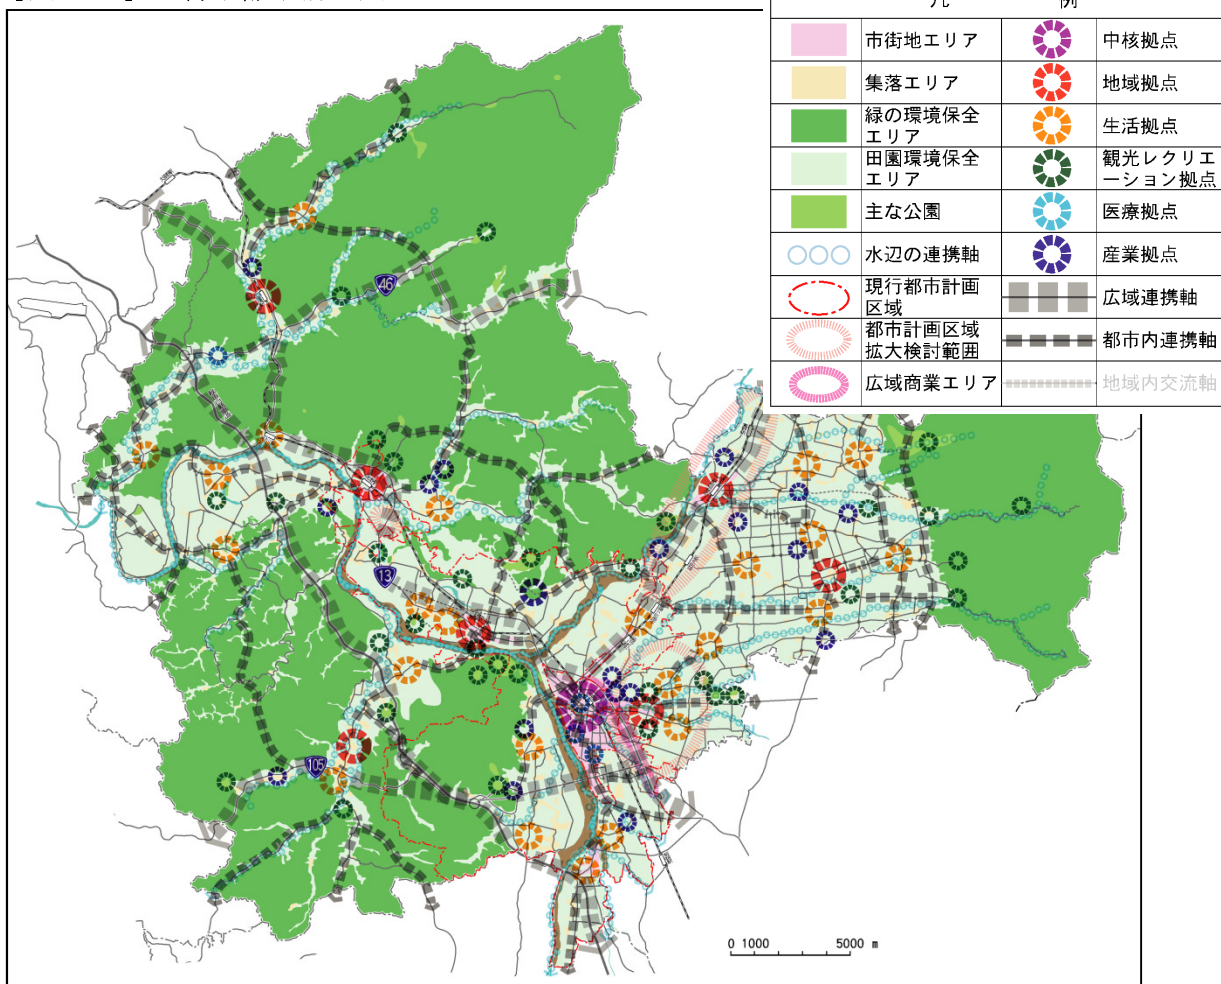 凡 例
市街地エリア
中核拠点
集落エリア
地域拠点
緑の環境保全
エリア
生活拠点
田園環境保全
エリア
観光レクリエ
ーション拠点
主な公園
医療拠点
水辺の連携軸
産業拠点
現行都市計画
区域
広域連携軸
都市計画区域
拡大検討範囲
都市内連携軸
広域商業エリア
地域内交流軸
46
13
105
0 1000 5000 m